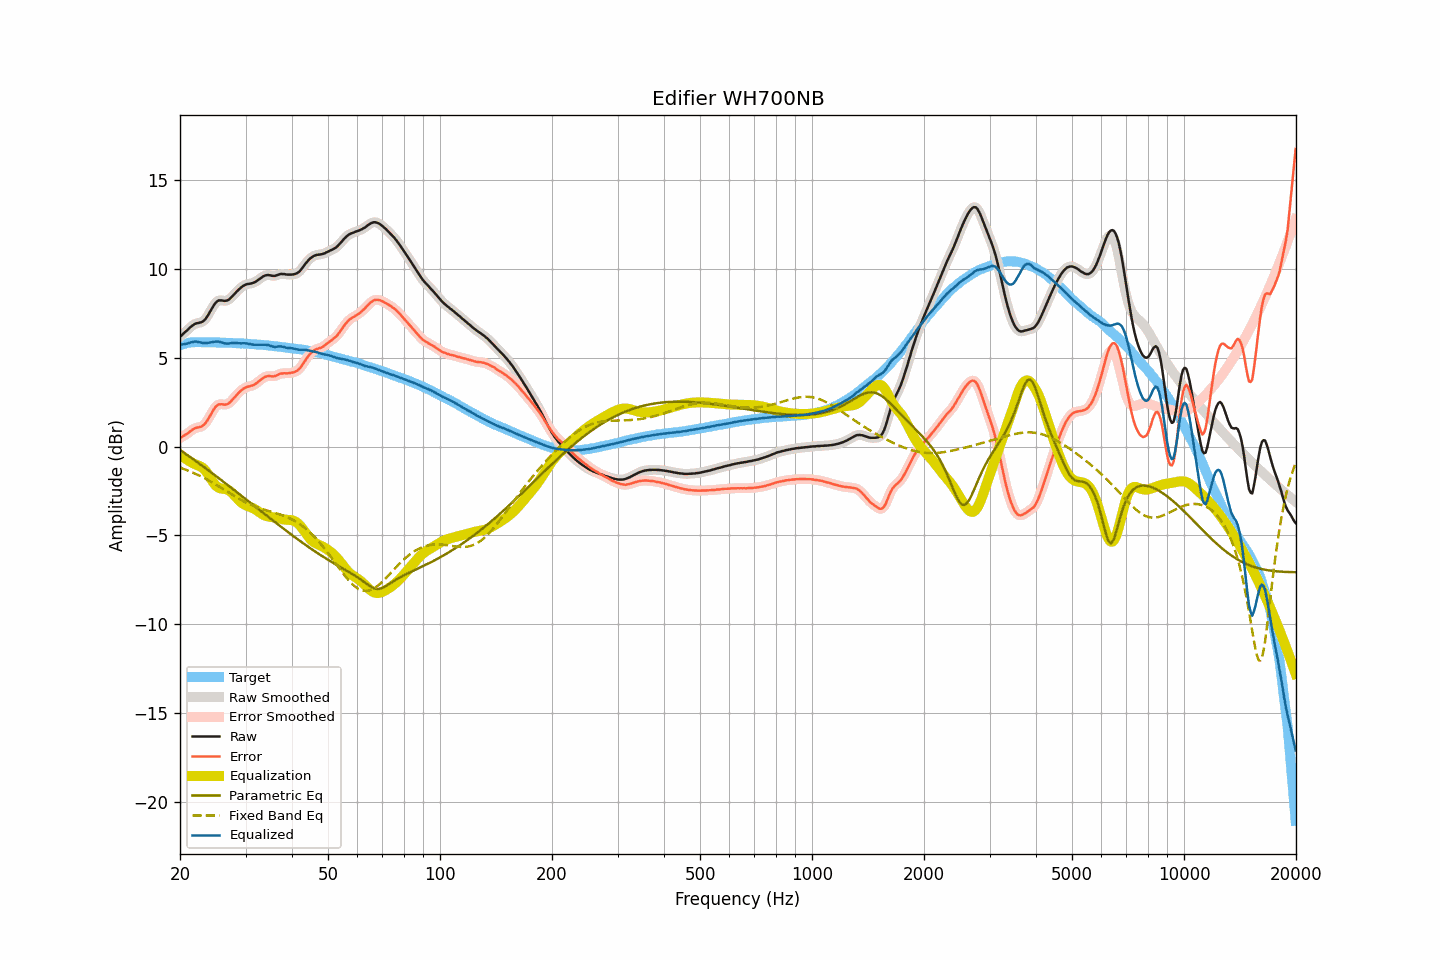 Edifier WH700NB
Amplitude (dBr)
15
10
5
0
−5
−10
−15
−20
Target
Raw Smoothed
Error Smoothed
Raw
Error
Equalization
Parametric Eq
Fixed Band Eq
Equalized
20 50 100 200 500 1000 2000 5000 10000 20000
Frequency (Hz)